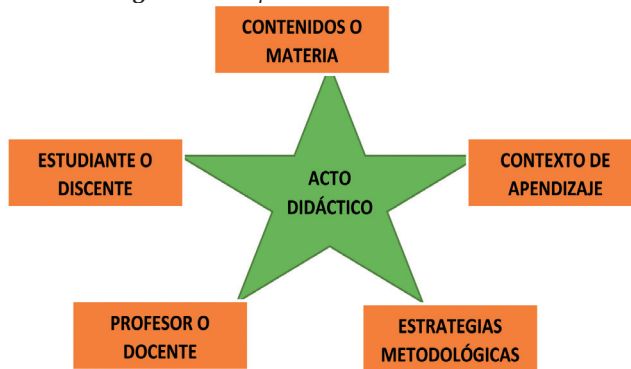 CONTENIDOS O
MATERIA
ESTUDIANTE O
DISCENTE
ACTO
DIDÁCTICO
CONTEXTO DE
APENDIZAJE
PROFESOR O
DOCENTE
ESTRATEGIAS
METODOLÓGICAS